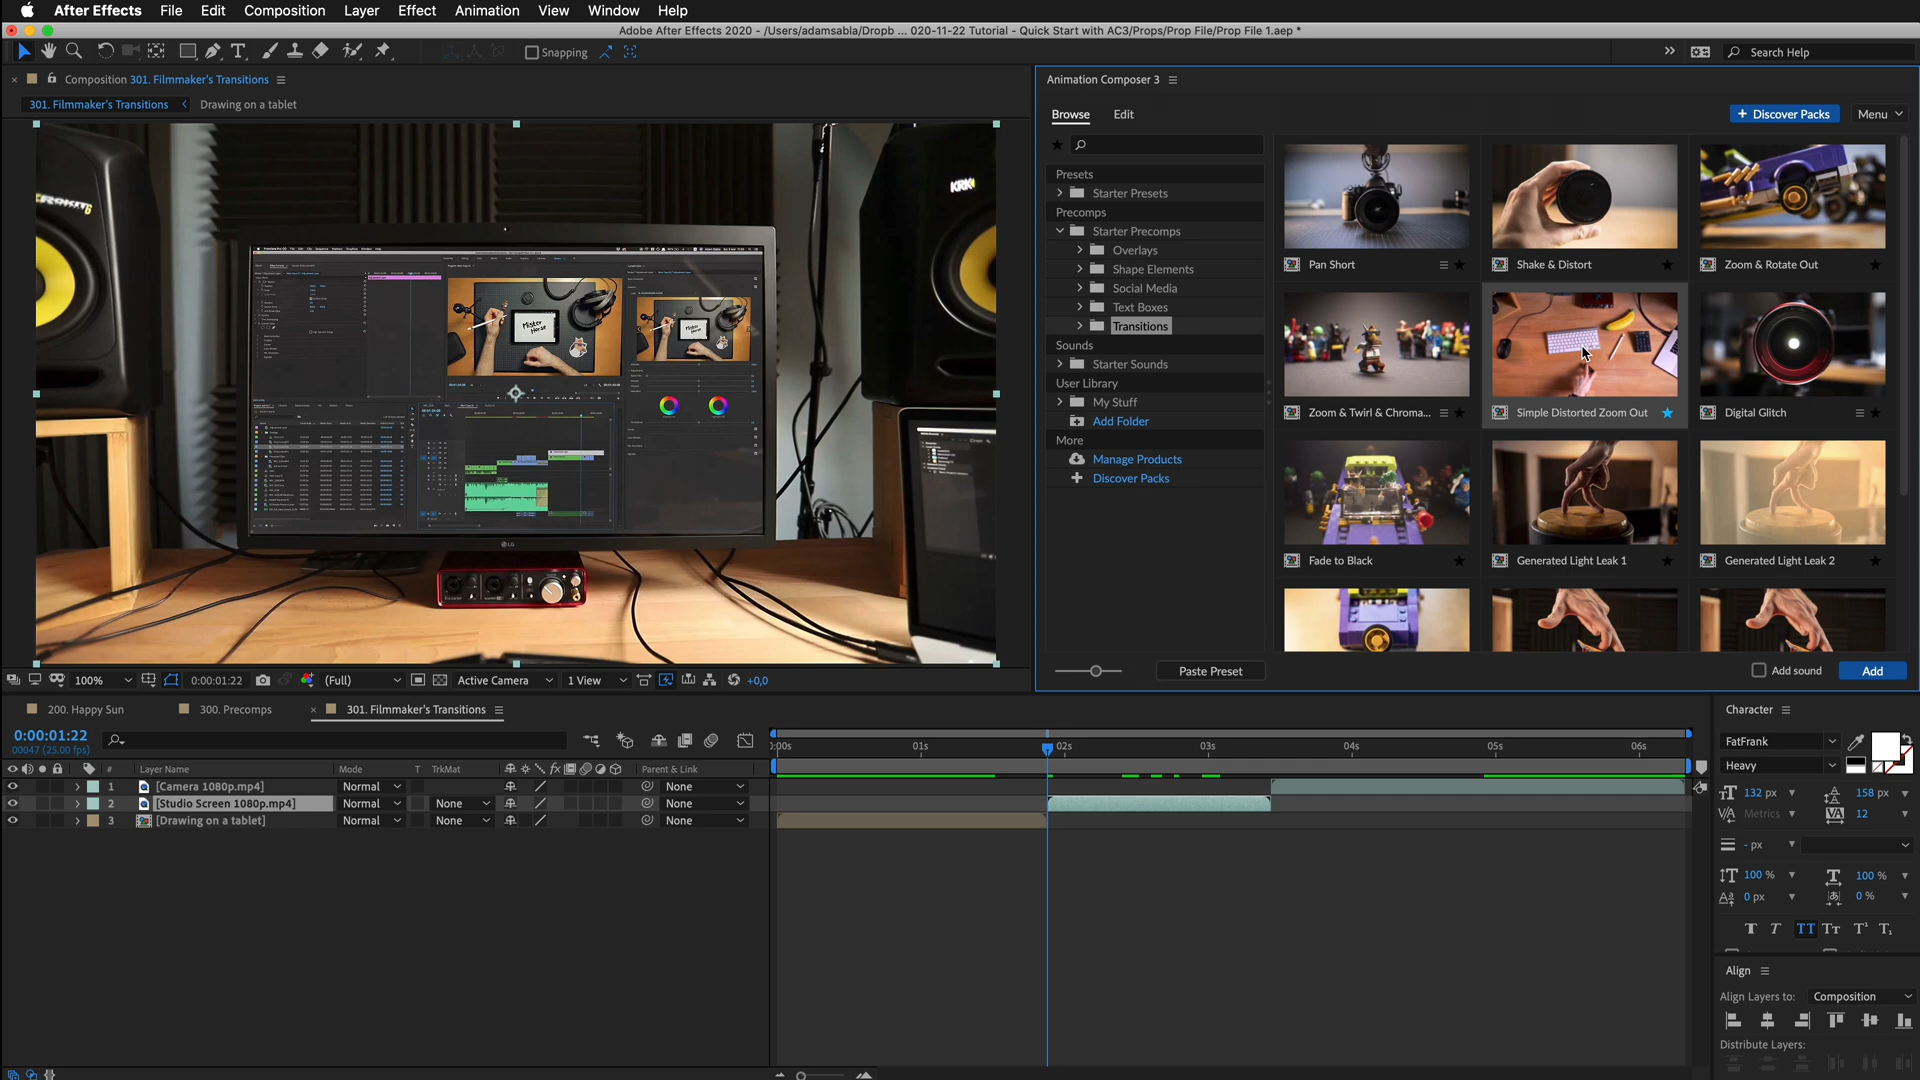 After Effects File Edit Composition Layer Effect Animation View Window Help
Adobe After Effects 2020 - /Users/adamsabla/Dropb ... 020-11-22 Tutorial - Quick Start with AC3/Props/Prop File/Prop File 1.aep *
Snapping
Search Help
Composition 301. Filmmaker's Transitions
301. Filmmaker's Transitions
Drawing on a tablet
KRK
LG
Mister Horse
Mister Horse
100%
0:00:01:22
(Full)
Active Camera
1 View
+0,0
Animation Composer 3
Browse
Edit
+ Discover Packs
Menu
Presets
Starter Presets
Precomps
Starter Precomps
Overlays
Shape Elements
Social Media
Text Boxes
Transitions
Sounds
Starter Sounds
User Library
My Stuff
Add Folder
More
Manage Products
Discover Packs
Pan Short
Shake & Distort
Zoom & Rotate Out
Zoom & Twirl & Chroma...
Simple Distorted Zoom Out
Digital Glitch
Fade to Black
Generated Light Leak 1
Generated Light Leak 2
Paste Preset
Add sound
Add
200. Happy Sun
300. Precomps
301. Filmmaker's Transitions
0:00:01:22
00047 (25.00 fps)
:00s 01s 02s 03s 04s 05s 06s
# Layer Name Mode T TrkMat Parent & Link
1 [Camera 1080p.mp4] Normal None
2 [Studio Screen 1080p.mp4] Normal None None
3 [Drawing on a tablet] Normal None None
Character
FatFrank
Heavy
132 px
158 px
Metrics
12
- px
100 %
100 %
0 px
0 %
Align
Align Layers to: Composition
Distribute Layers: